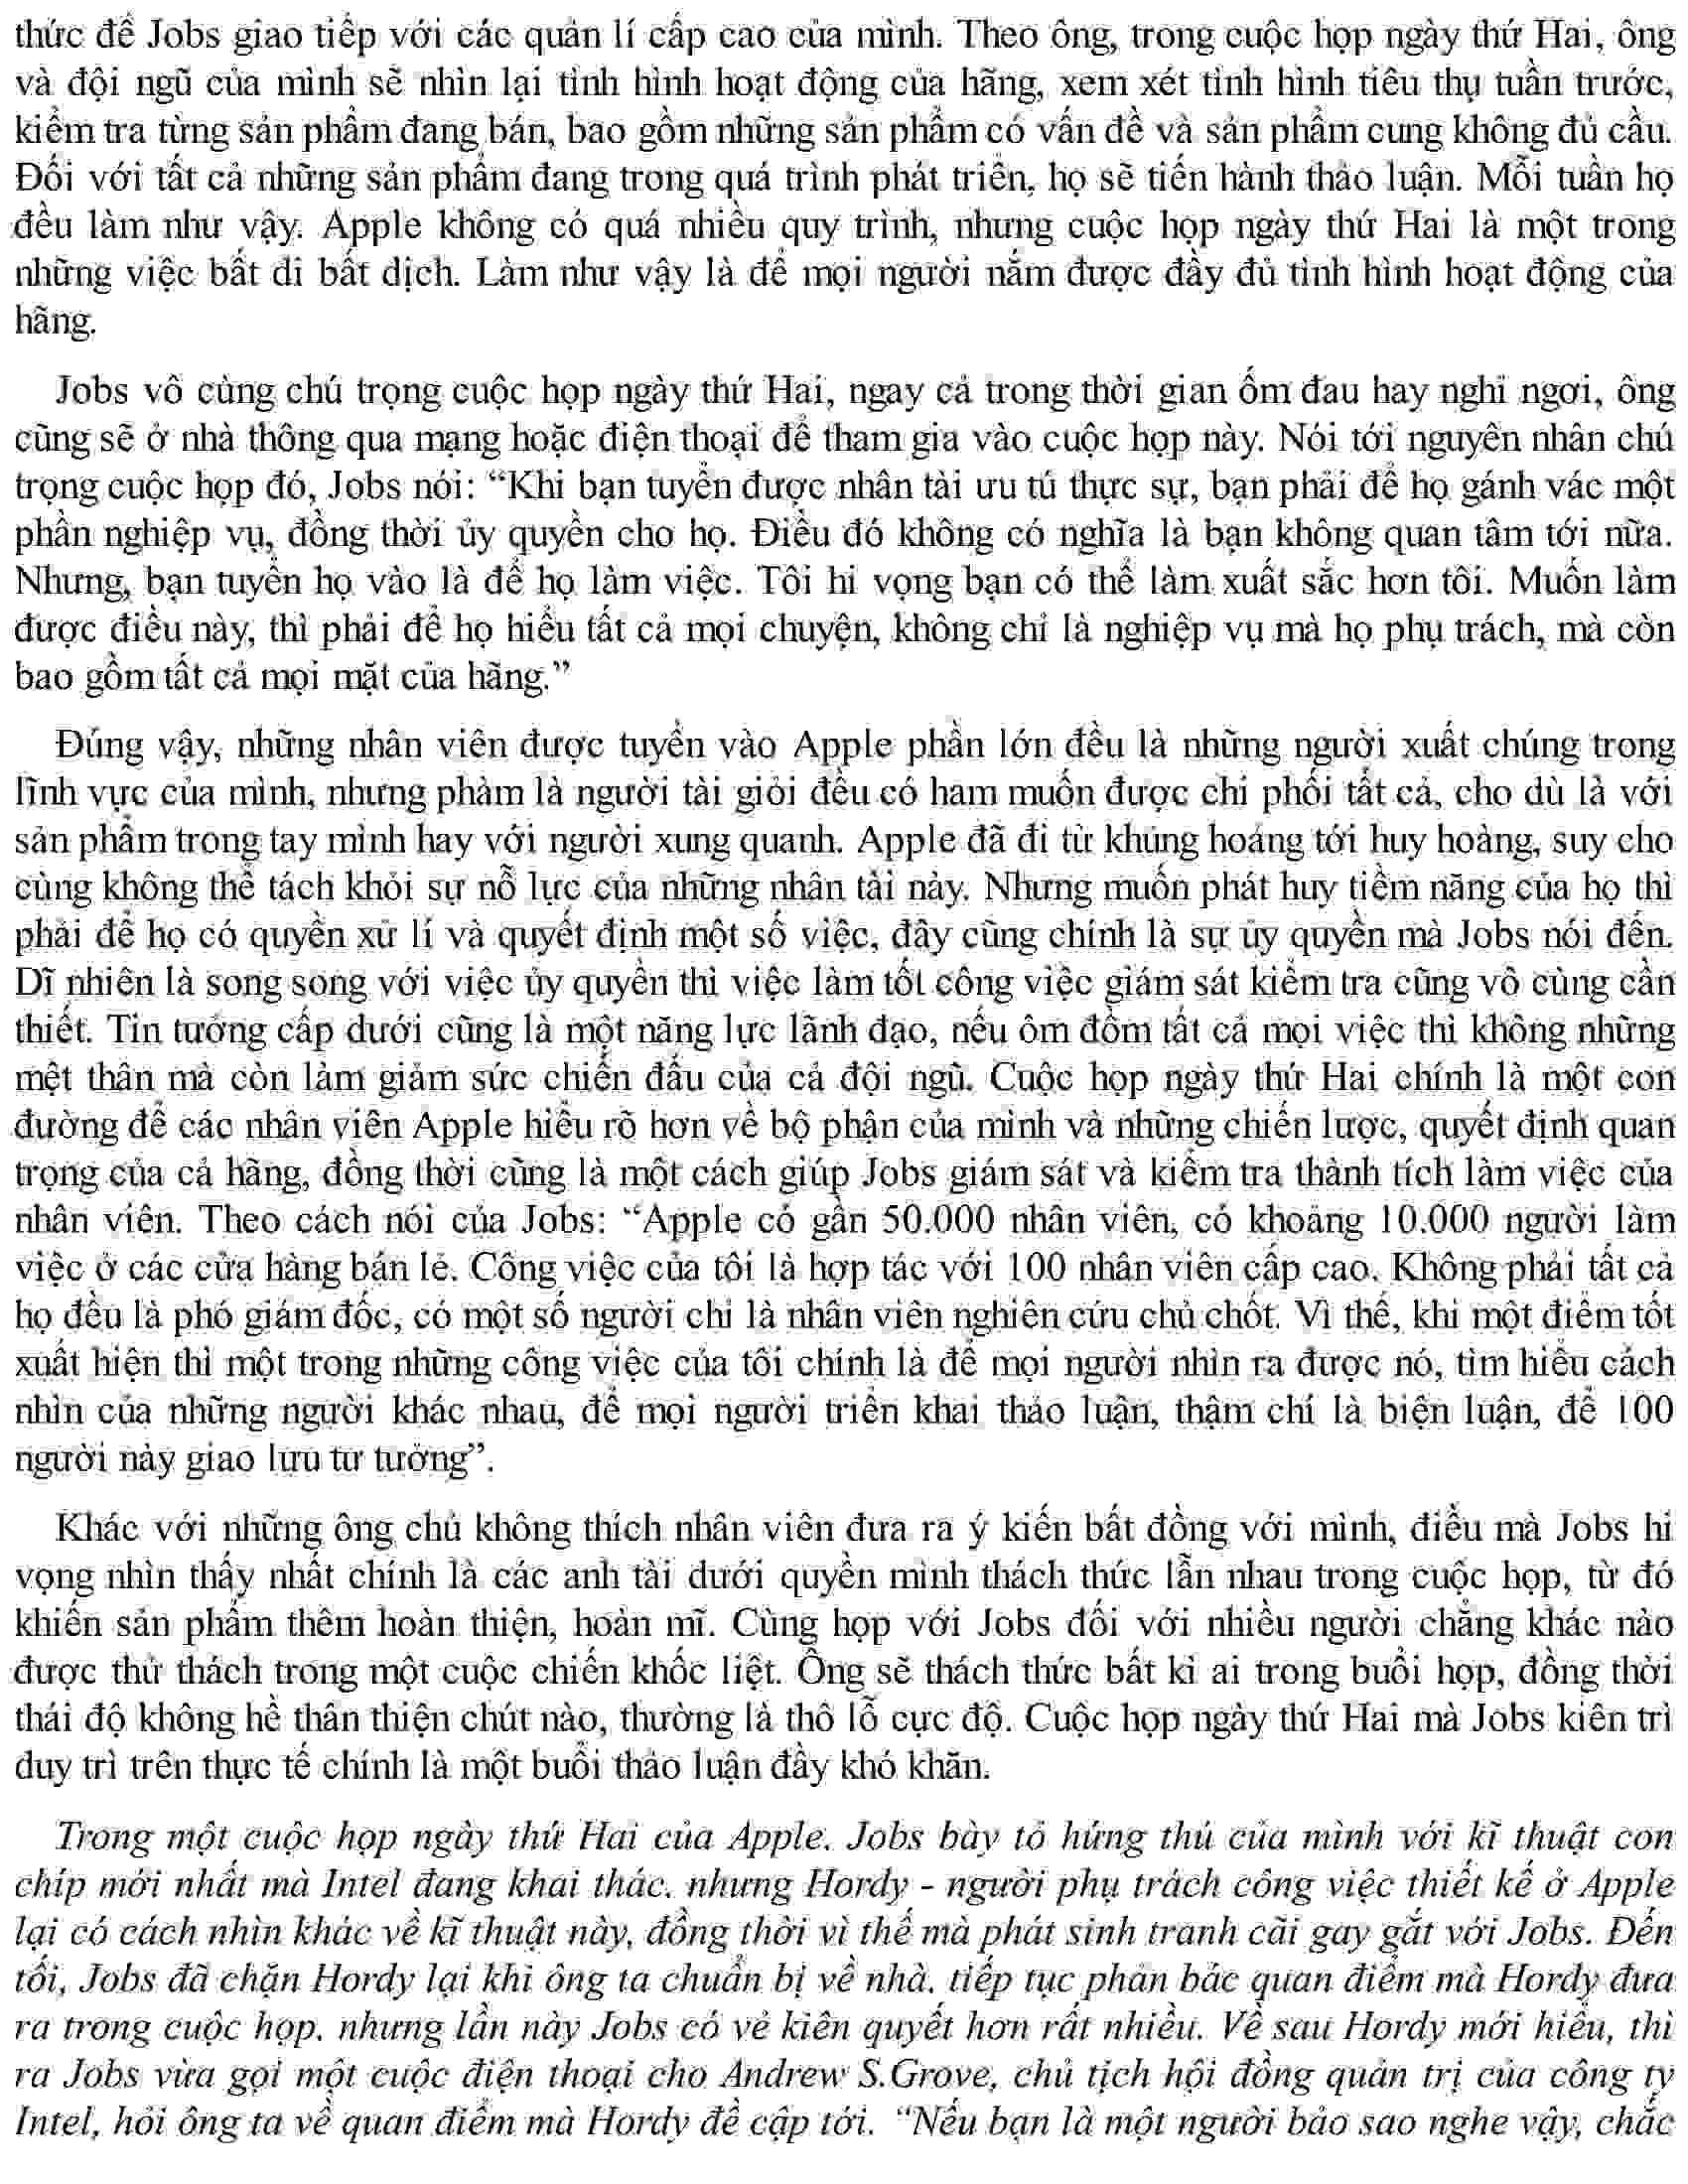 thức để Jobs giao tiếp với các quản lí cấp cao của mình. Theo ông, trong cuộc họp ngày thứ Hai, ông
và đội ngũ của mình sẽ nhìn lại tình hình hoạt động của hãng, xem xét tình hình tiêu thụ tuần trước,
kiểm tra từng sản phẩm đang bán, bao gồm những sản phẩm có vấn đề và sản phẩm cung không đủ cầu.
Đối với tất cả những sản phẩm đang trong quá trình phát triển, họ sẽ tiến hành thảo luận. Mỗi tuần họ
đều làm như vậy. Apple không có quá nhiều quy trình, nhưng cuộc họp ngày thứ Hai là một trong
những việc bất di bất dịch. Làm như vậy là để mọi người nắm được đầy đủ tình hình hoạt động của
hãng.
Jobs vô cùng chú trọng cuộc họp ngày thứ Hai, ngay cả trong thời gian ốm đau hay nghỉ ngơi, ông
cũng sẽ ở nhà thông qua mạng hoặc điện thoại để tham gia vào cuộc họp này. Nói tới nguyên nhân chú
trọng cuộc họp đó, Jobs nói: “Khi bạn tuyển được nhân tài ưu tú thực sự, bạn phải để họ gánh vác một
phần nghiệp vụ, đồng thời ủy quyền cho họ. Điều đó không có nghĩa là bạn không quan tâm tới nữa.
Nhưng, bạn tuyển họ vào là để họ làm việc. Tôi hi vọng bạn có thể làm xuất sắc hơn tôi. Muốn làm
được điều này, thì phải để họ hiểu tất cả mọi chuyện, không chỉ là nghiệp vụ mà họ phụ trách, mà còn
bao gồm tất cả mọi mặt của hãng.”
Đúng vậy, những nhân viên được tuyển vào Apple phần lớn đều là những người xuất chúng trong
lĩnh vực của mình, nhưng phàm là người tài giỏi đều có ham muốn được chi phối tất cả, cho dù là với
sản phẩm trong tay mình hay với người xung quanh. Apple đã đi từ khủng hoảng tới huy hoàng, suy cho
cùng không thể tách khỏi sự nỗ lực của những nhân tài này. Nhưng muốn phát huy tiềm năng của họ thì
phải để họ có quyền xử lí và quyết định một số việc, đây cũng chính là sự ủy quyền mà Jobs nói đến.
Dĩ nhiên là song song với việc ủy quyền thì việc làm tốt công việc giám sát kiểm tra cũng vô cùng cần
thiết. Tin tưởng cấp dưới cũng là một năng lực lãnh đạo, nếu ôm đồm tất cả mọi việc thì không những
mệt thân mà còn làm giảm sức chiến đấu của cả đội ngũ. Cuộc họp ngày thứ Hai chính là một con
đường để các nhân viên Apple hiểu rõ hơn về bộ phận của mình và những chiến lược, quyết định quan
trọng của cả hãng, đồng thời cũng là một cách giúp Jobs giám sát và kiểm tra thành tích làm việc của
nhân viên. Theo cách nói của Jobs: “Apple có gần 50.000 nhân viên, có khoảng 10.000 người làm
việc ở các cửa hàng bán lẻ. Công việc của tôi là hợp tác với 100 nhân viên cấp cao. Không phải tất cả
họ đều là phó giám đốc, có một số người chỉ là nhân viên nghiên cứu chủ chốt. Vì thế, khi một điểm tốt
xuất hiện thì một trong những công việc của tôi chính là để mọi người nhìn ra được nó, tìm hiểu cách
nhìn của những người khác nhau, để mọi người triển khai thảo luận, thậm chí là biện luận, để 100
người này giao lưu tư tưởng”.
Khác với những ông chủ không thích nhân viên đưa ra ý kiến bất đồng với mình, điều mà Jobs hi
vọng nhìn thấy nhất chính là các anh tài dưới quyền mình thách thức lẫn nhau trong cuộc họp, từ đó
khiến sản phẩm thêm hoàn thiện, hoàn mĩ. Cùng họp với Jobs đối với nhiều người chẳng khác nào
được thử thách trong một cuộc chiến khốc liệt. Ông sẽ thách thức bất kì ai trong buổi họp, đồng thời
thái độ không hề thân thiện chút nào, thường là thô lỗ cực độ. Cuộc họp ngày thứ Hai mà Jobs kiên trì
duy trì trên thực tế chính là một buổi thảo luận đầy khó khăn.
Trong một cuộc họp ngày thứ Hai của Apple. Jobs bày tỏ hứng thú của mình với kĩ thuật con
chíp mới nhất mà Intel đang khai thác. nhưng Hordy - người phụ trách công việc thiết kế ở Apple
lại có cách nhìn khác về kĩ thuật này, đồng thời vì thế mà phát sinh tranh cãi gay gắt với Jobs. Đến
tối, Jobs đã chặn Hordy lại khi ông ta chuẩn bị về nhà. tiếp tục phản bác quan điểm mà Hordy đưa
ra trong cuộc họp. nhưng lần này Jobs có vẻ kiên quyết hơn rất nhiều. Về sau Hordy mới hiểu, thì
ra Jobs vừa gọi một cuộc điện thoại cho Andrew S.Grove, chủ tịch hội đồng quản trị của công ty
Intel, hỏi ông ta về quan điểm mà Hordy đề cập tới. “Nếu bạn là một người bảo sao nghe vậy, chắc